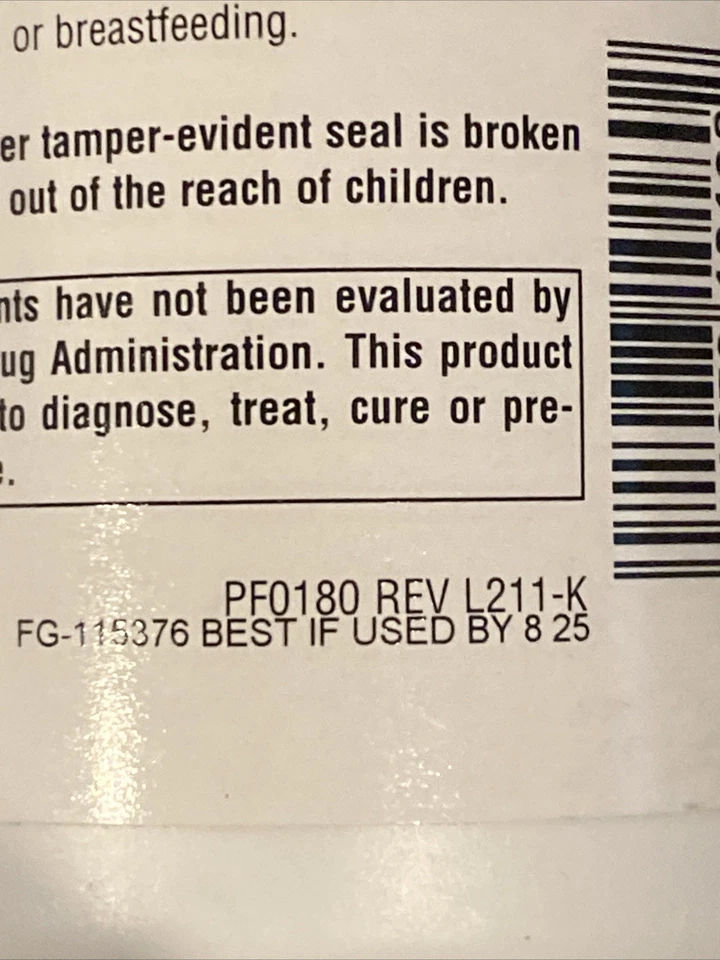 or breastfeeding.
er tamper-evident seal is broken
out of the reach of children.
nts have not been evaluated by
ug Administration. This product
to diagnose, treat, cure or pre-
e.
PF0180 REV L211-K
FG-115376 BEST IF USED BY 8 25